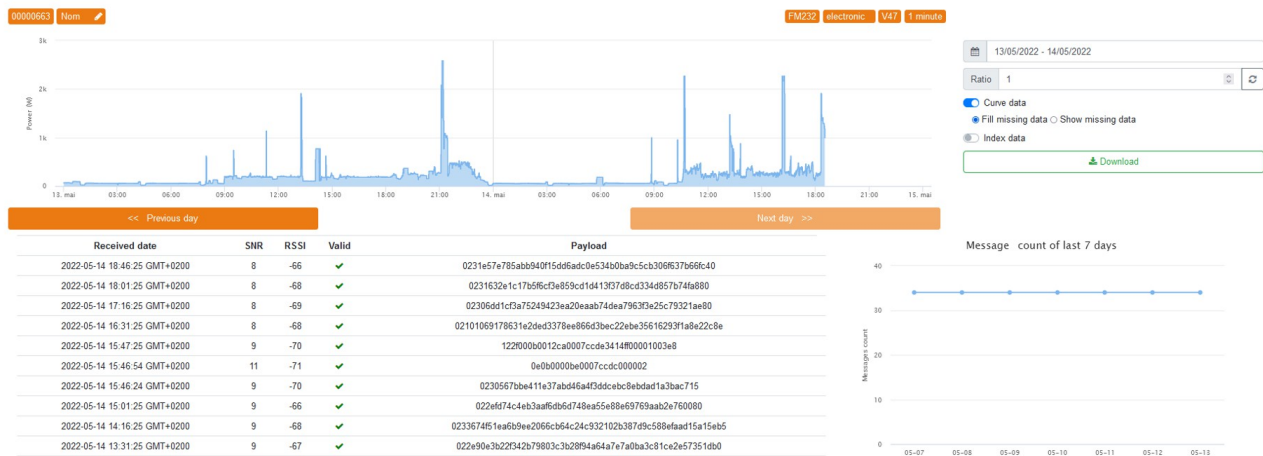 00000663 Nom FM232 electronic V47 1 minute
3k
2k
1k
0
Power (W)
13. mai 03:00 06:00 09:00 12:00 15:00 18:00 21:00 14. mai 03:00 06:00 09:00 12:00 15:00 18:00 21:00 15. mai
13/05/2022 - 14/05/2022
Ratio 1
Curve data
Fill missing data Show missing data
Index data
Download
<< Previous day Next day >>
Received date SNR RSSI Valid Payload
2022-05-14 18:46:25 GMT+0200 8 -66 0231e57e785abb940f15dd6adc0e534b0ba9c5cb306f637b66fc40
2022-05-14 18:01:25 GMT+0200 8 -68 0231632e1c17b5f6cf3e859cd1d413f37d8cd334d857b74fa880
2022-05-14 17:16:25 GMT+0200 8 -69 02306dd1cf3a75249423ea20eaab74dea7963f3e25c79321ae80
2022-05-14 16:31:25 GMT+0200 8 -68 02101069178631e2ded3378ee866d3bec22ebe35616293f1a8e22c8e
2022-05-14 15:47:25 GMT+0200 9 -70 122f000b0012ca0007ccde3414ff00001003e8
2022-05-14 15:46:54 GMT+0200 11 -71 0e0b0000be0007ccdc000002
2022-05-14 15:46:24 GMT+0200 9 -70 0230567bbe411e37abd46a4f3ddcebc8ebdad1a3bac715
2022-05-14 15:01:25 GMT+0200 9 -66 022efd74c4eb3aaf6db6d748ea55e88e69769aab2e760080
2022-05-14 14:16:25 GMT+0200 9 -68 0233674f51ea6b9ee2066cb64c24c932102b387d9c588efaad15a15eb5
2022-05-14 13:31:25 GMT+0200 9 -67 022e90e3b22f342b79803c3b28f94a64a7e7a0ba3c81ce2e57351db0
Message count of last 7 days
40
30
20
10
0
Messages count
05-07 05-08 05-09 05-10 05-11 05-12 05-13